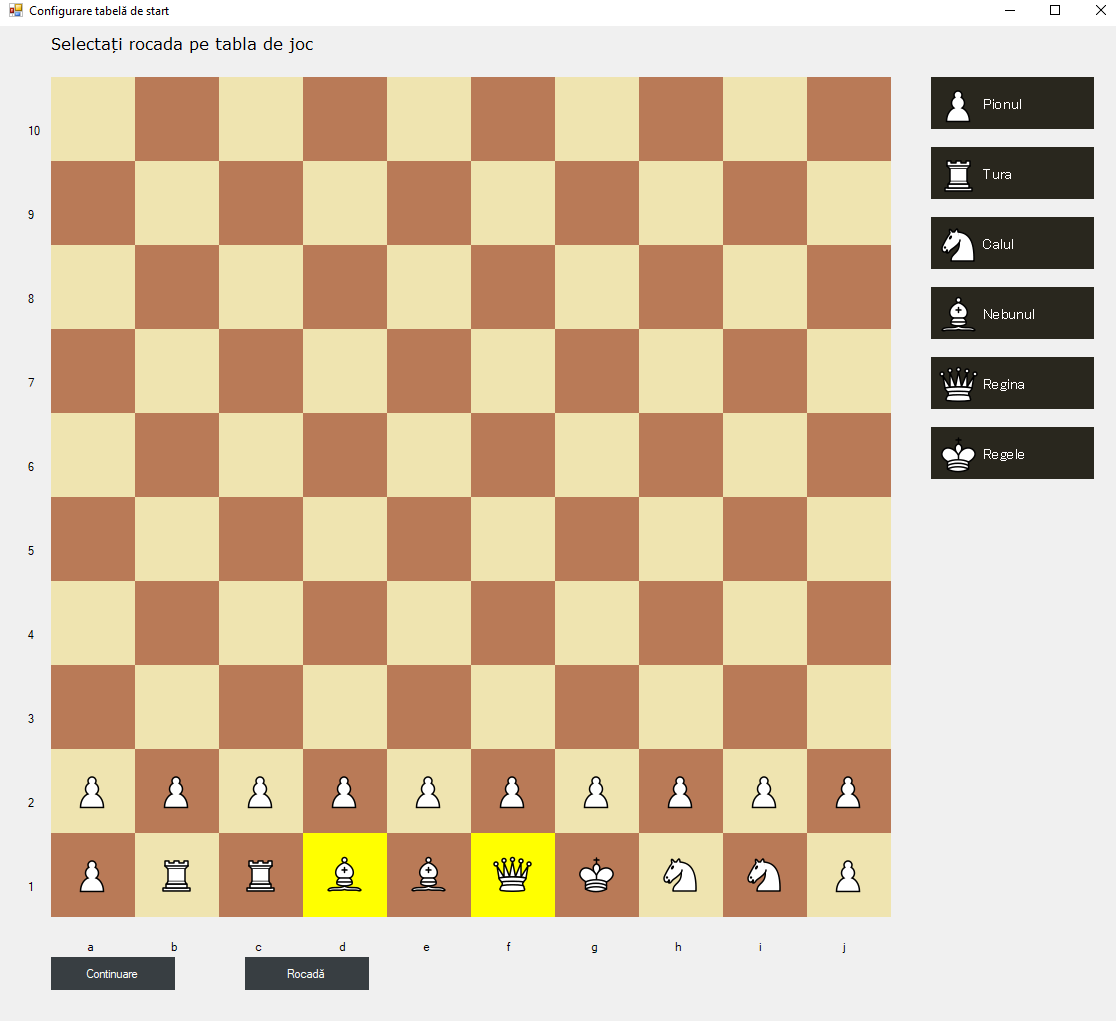 Configurare tabelă de start
Selectați rocada pe tabla de joc
10
9
8
7
6
5
4
3
2
1
a b c d e f g h i j
Pionul
Tura
Calul
Nebunul
Regina
Regele
Continuare
Rocadă